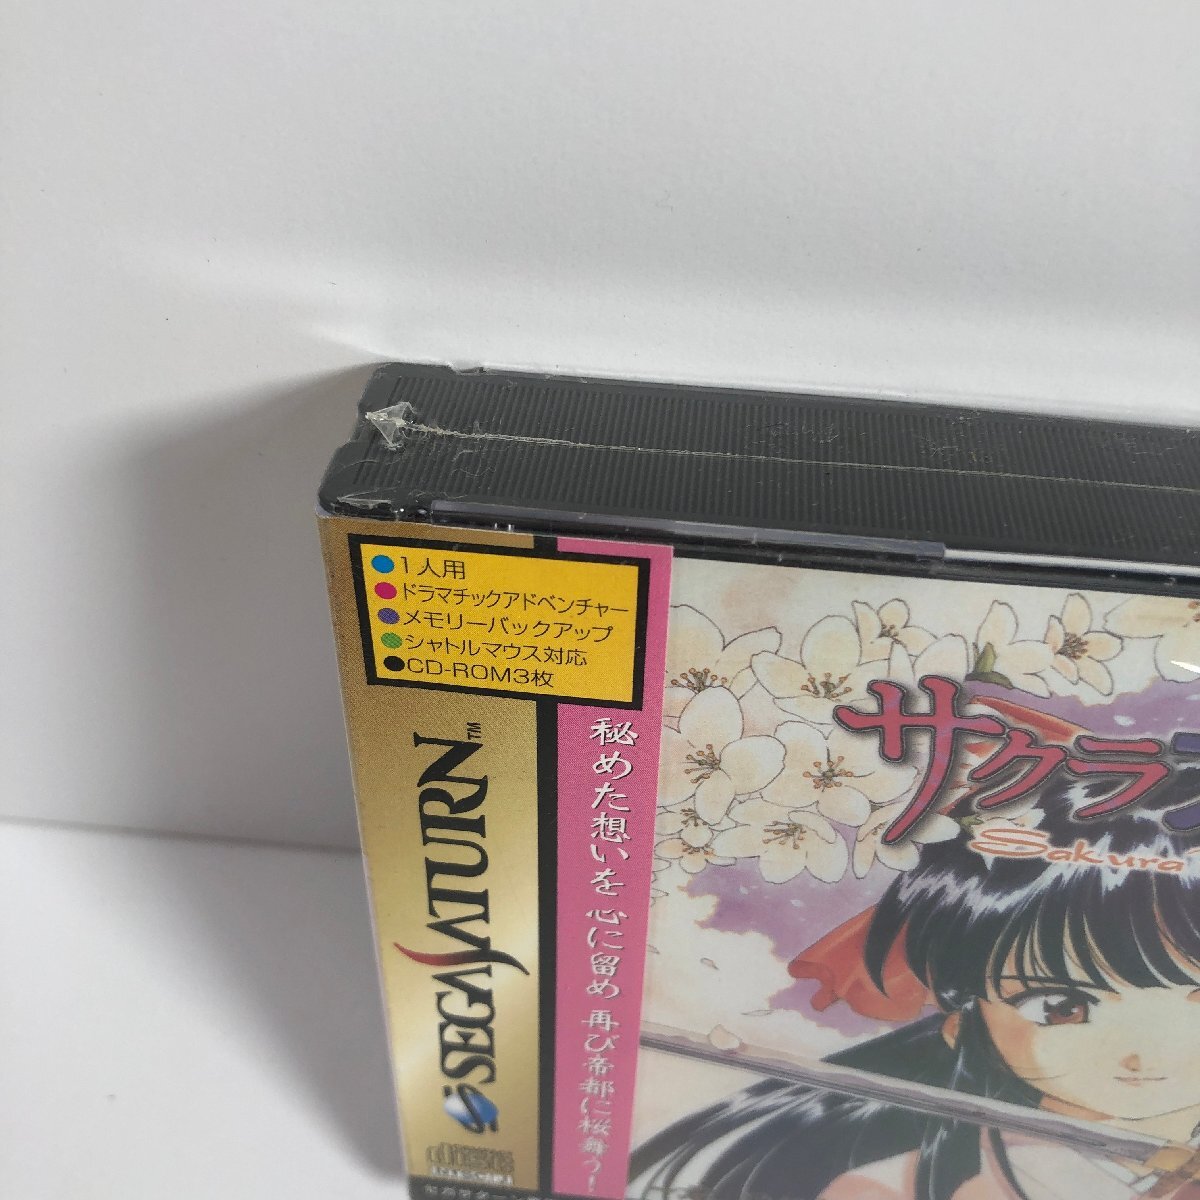 1人用
ドラマチックアドベンチャー
メモリーバックアップ
シャトルマウス対応
CD-ROM3枚
SEGA SATURN™
秘めた想いを 心に留め 再び帝都に桜舞う!
サクラ
Sakura